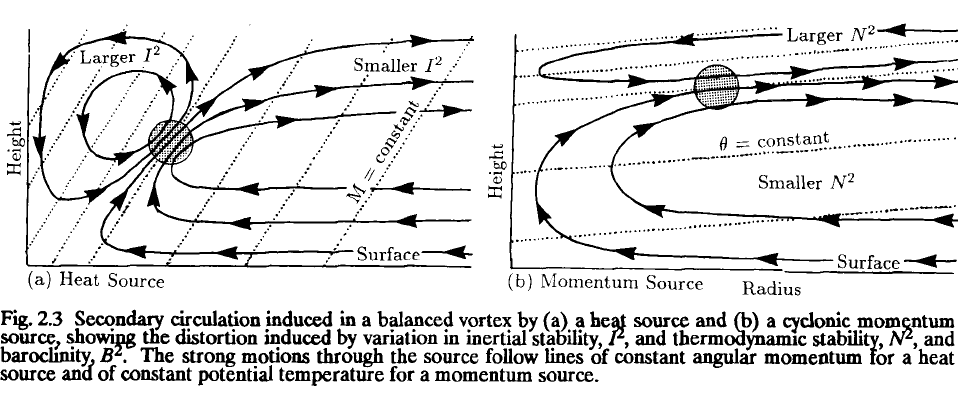 Larger I²
Smaller I²
M = constant
Surface
Height
(a) Heat Source
Larger N²
θ = constant
Smaller N²
Surface
Height
(b) Momentum Source
Radius
Fig. 2.3 Secondary circulation induced in a balanced vortex by (a) a heat source and (b) a cyclonic momentum
source, showing the distortion induced by variation in inertial stability, I², and thermodynamic stability, N², and
baroclinity, B². The strong motions through the source follow lines of constant angular momentum for a heat
source and of constant potential temperature for a momentum source.